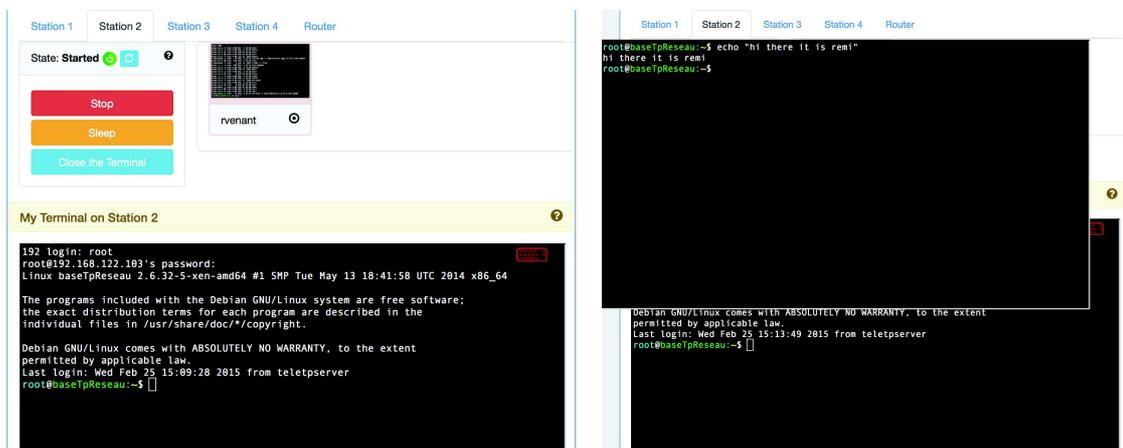 Station 1 Station 2 Station 3 Station 4 Router
State: Started
Stop
Sleep
Close the Terminal
rvenant
My Terminal on Station 2
192 login: root
root@192.168.122.103's password:
Linux baseTpReseau 2.6.32-5-xen-amd64 #1 SMP Tue May 13 18:41:58 UTC 2014 x86_64
The programs included with the Debian GNU/Linux system are free software;
the exact distribution terms for each program are described in the
individual files in /usr/share/doc/*/copyright.
Debian GNU/Linux comes with ABSOLUTELY NO WARRANTY, to the extent
permitted by applicable law.
Last login: Wed Feb 25 15:09:28 2015 from teletpserver
root@baseTpReseau:~$
Station 1 Station 2 Station 3 Station 4 Router
root@baseTpReseau:~$ echo "hi there it is remi"
hi there it is remi
root@baseTpReseau:~$
Debian GNU/Linux comes with ABSOLUTELY NO WARRANTY, to the extent
permitted by applicable law.
Last login: Wed Feb 25 15:13:49 2015 from teletpserver
root@baseTpReseau:~$